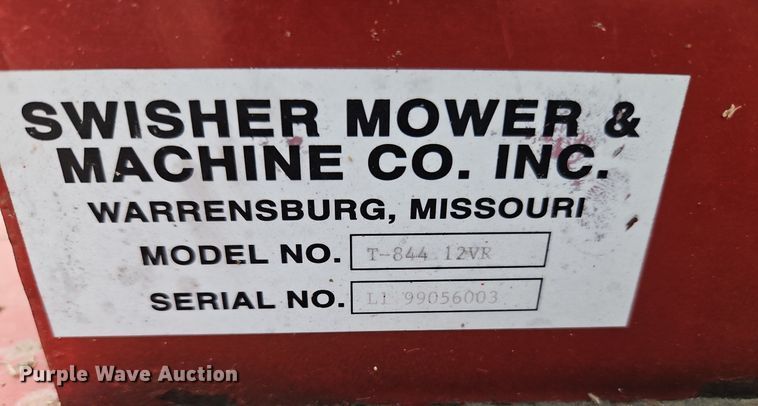 SWISHER MOWER &
MACHINE CO. INC.
WARRENSBURG, MISSOURI
MODEL NO. T-844 12VR
SERIAL NO. L1 99056003
Purple Wave Auction